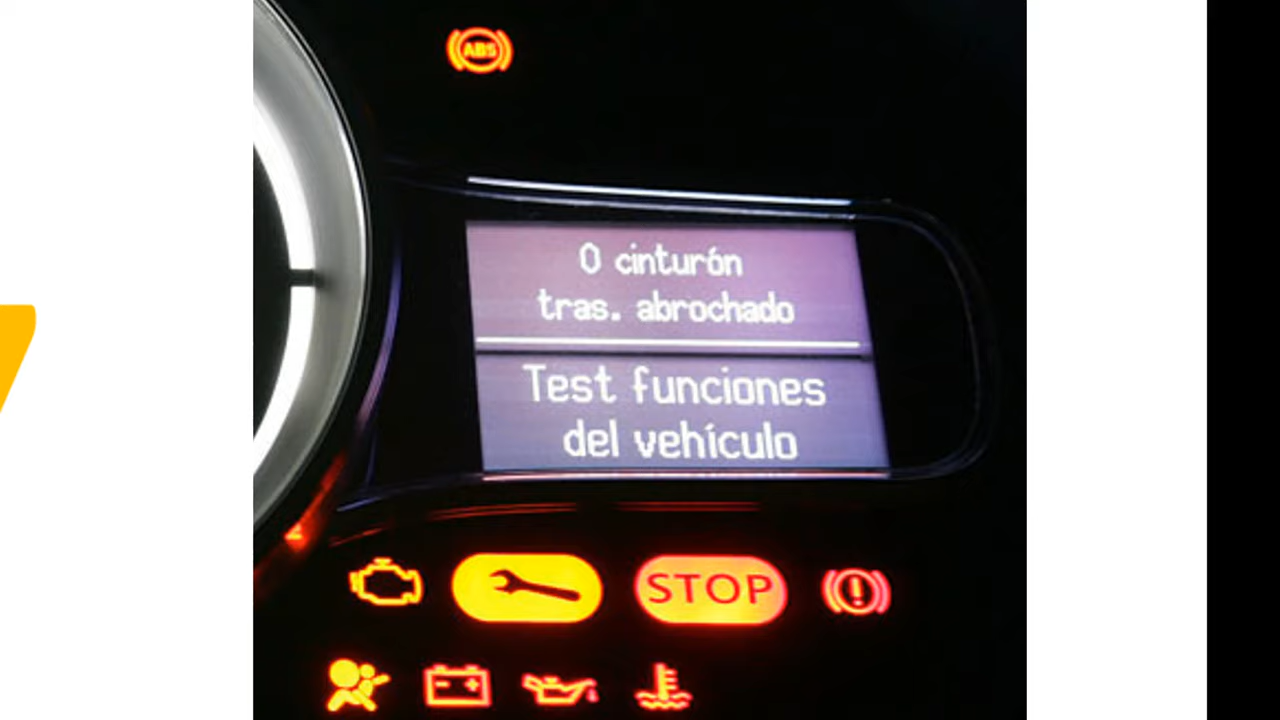 ABS
0 cinturón
tras. abrochado
Test funciones
del vehículo
STOP